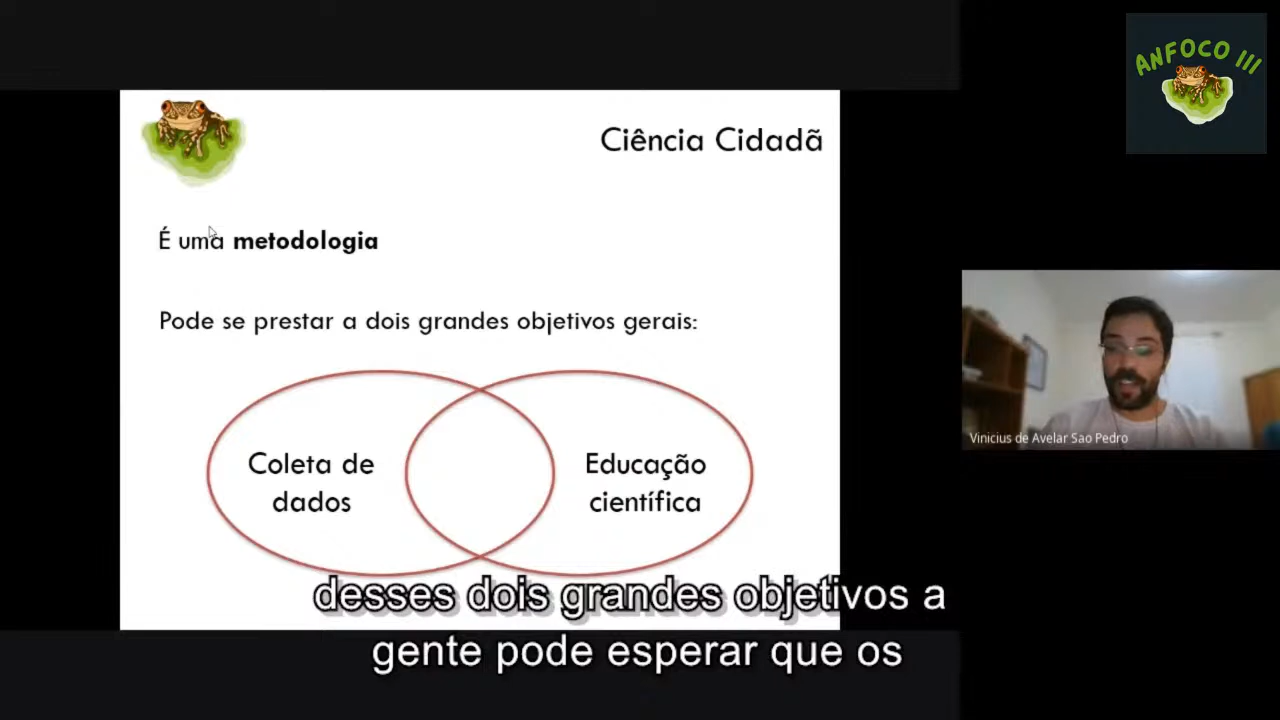 ANFOCO III
Ciência Cidadã
É uma metodologia
Pode se prestar a dois grandes objetivos gerais:
Coleta de
dados
Educação
científica
Vinicius de Avelar Sao Pedro
desses dois grandes objetivos a
gente pode esperar que os